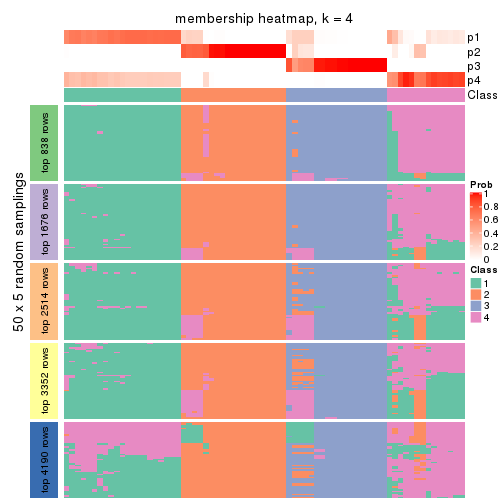 membership heatmap, k = 4
p1
p2
p3
p4
Class
50 x 5 random samplings
top 838 rows
top 1676 rows
top 2514 rows
top 3352 rows
top 4190 rows
Prob
1
0.8
0.6
0.4
0.2
0
Class
1
2
3
4